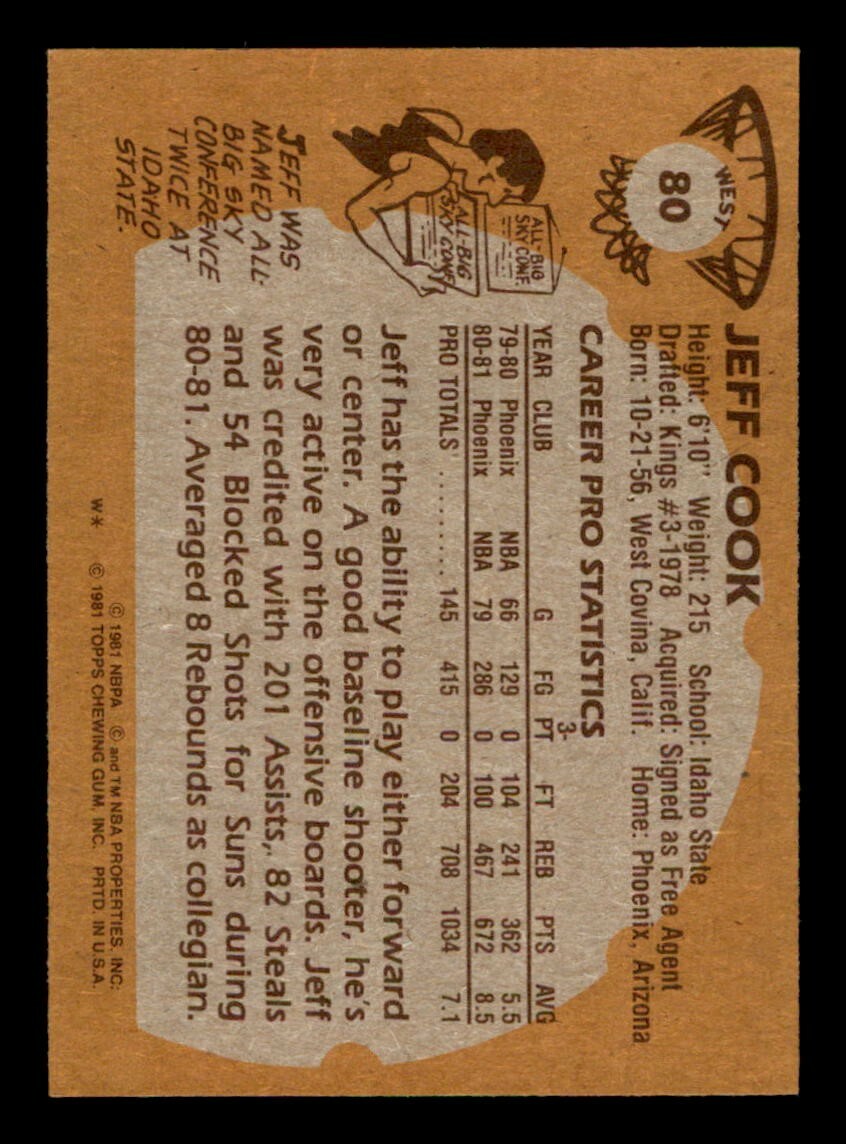 WEST
80
JEFF COOK
Height: 6'10" Weight: 215 School: Idaho State
Drafted: Kings #3-1978 Acquired: Signed as Free Agent
Born: 10-21-56, West Covina, Calif. Home: Phoenix, Arizona
CAREER PRO STATISTICS
YEAR CLUB G FG 3-PT FT REB PTS AVG
79-80 Phoenix NBA 66 129 0 104 241 362 5.5
80-81 Phoenix NBA 79 286 0 100 467 672 8.5
PRO TOTALS .......... 145 415 0 204 708 1034 7.1
ALL-BIG
SKY CONF.
ALL-BIG
SKY CONF.
JEFF WAS
NAMED ALL-
BIG SKY
CONFERENCE
TWICE AT
IDAHO
STATE.
Jeff has the ability to play either forward
or center. A good baseline shooter, he's
very active on the offensive boards. Jeff
was credited with 201 Assists, 82 Steals
and 54 Blocked Shots for Suns during
80-81. Averaged 8 Rebounds as collegian.
© 1981 NBPA © and TM NBA PROPERTIES, INC.
W* © 1981 TOPPS CHEWING GUM, INC. PRTD. IN U.S.A.